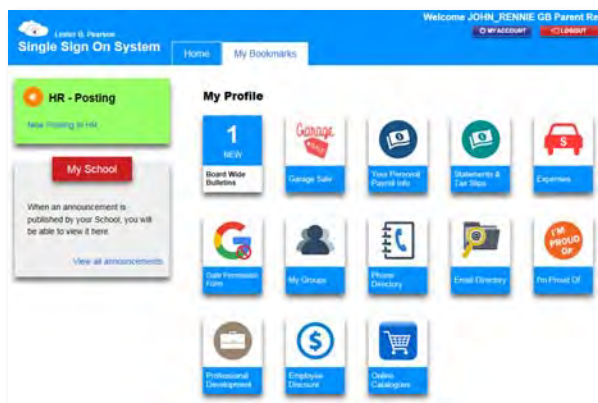 Welcome JOHN_RENNIE GB Parent Re
Lester B. Pearson
Single Sign On System
MY ACCOUNT
LOGOUT
Home
My Bookmarks
HR - Posting
New Posting in HR
My School
When an announcement is
published by your School, you will
be able to view it here.
View all announcements
My Profile
1
NEW
Board Wide
Bulletins
Garage
SALE
Garage Sale
Your Personal
Payroll Info
Statements &
Tax Slips
$
Expenses
G
Permission
Form
My Groups
Phone
Directory
Email Directory
I'M
PROUD
OF
I'm Proud Of
Professional
Development
$
Employee
Discount
Online
Catalogues